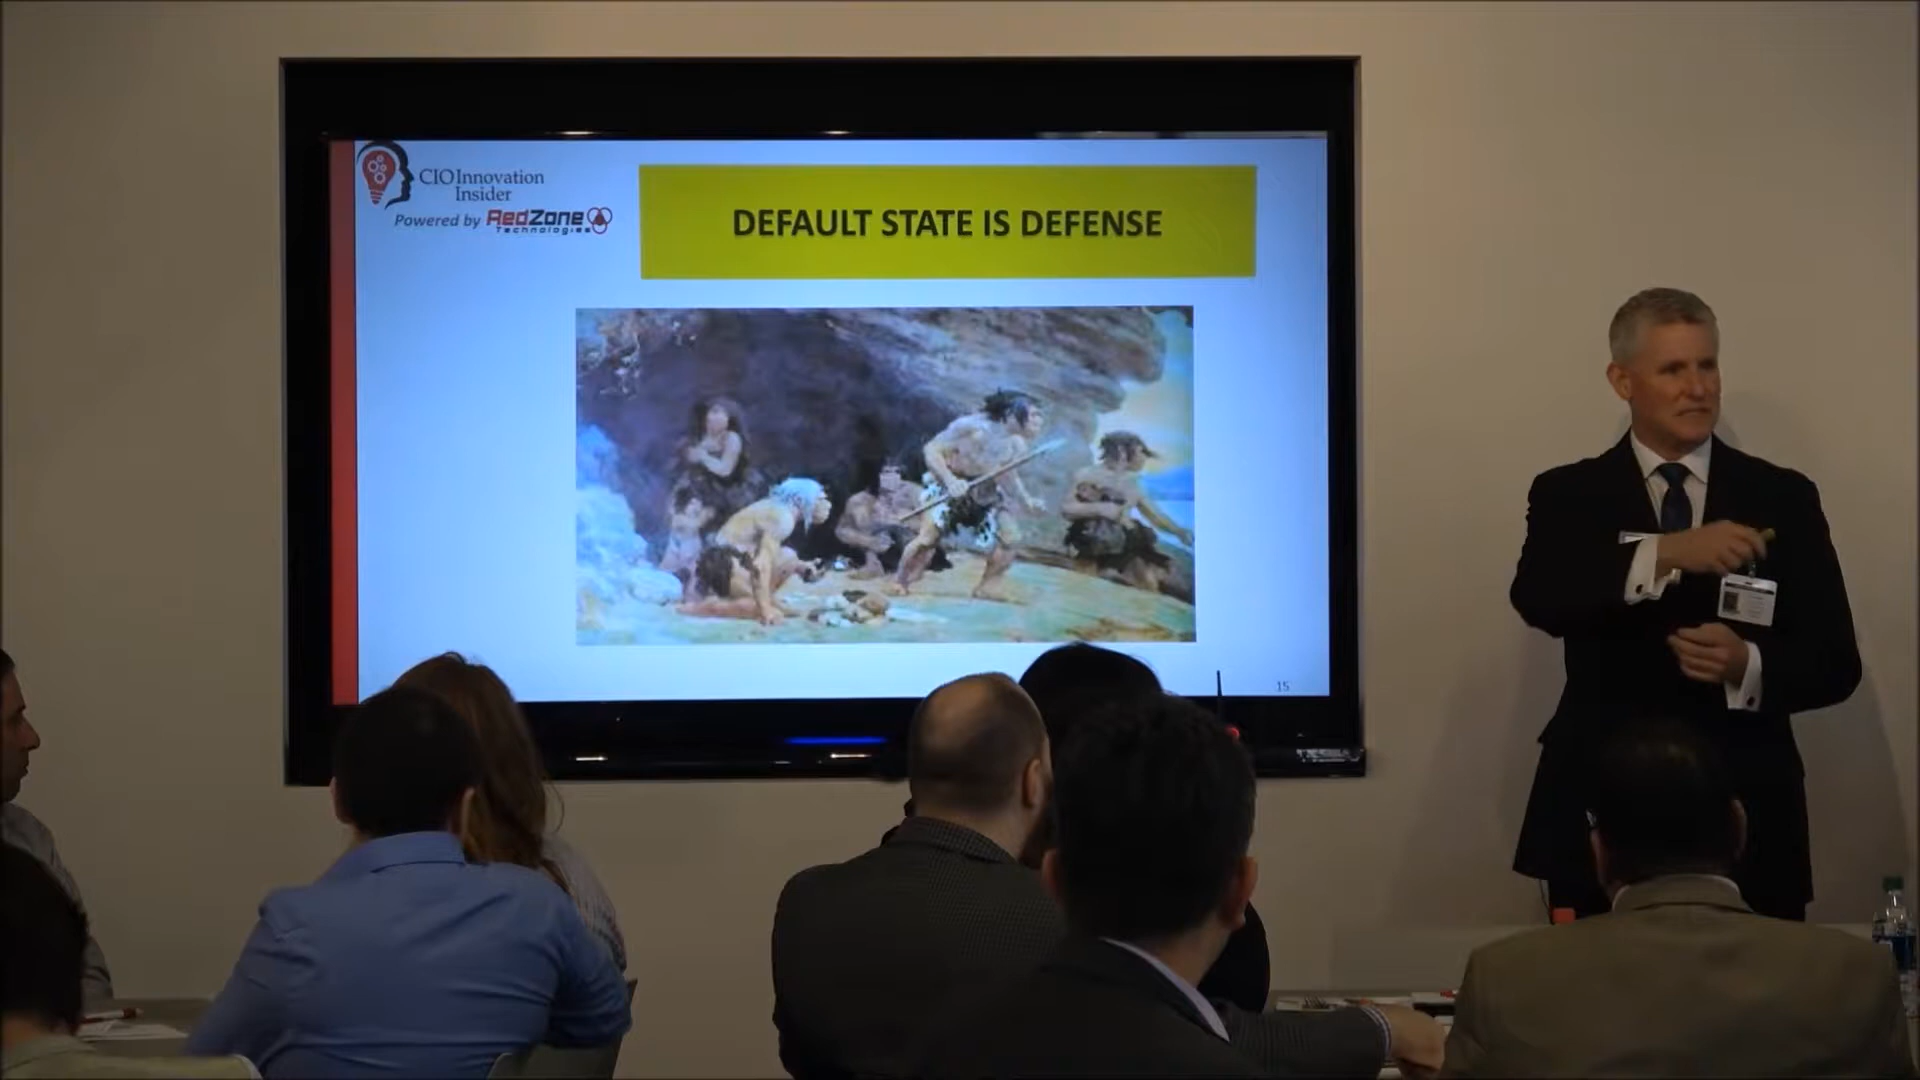 CIO Innovation
Insider
Powered by RedZone
Technologies
DEFAULT STATE IS DEFENSE
15